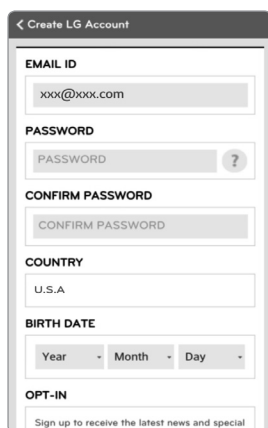 Create LG Account
EMAIL ID
xxx@xxx.com
PASSWORD
PASSWORD ?
CONFIRM PASSWORD
CONFIRM PASSWORD
COUNTRY
U.S.A
BIRTH DATE
Year Month Day
OPT-IN
Sign up to receive the latest news and special